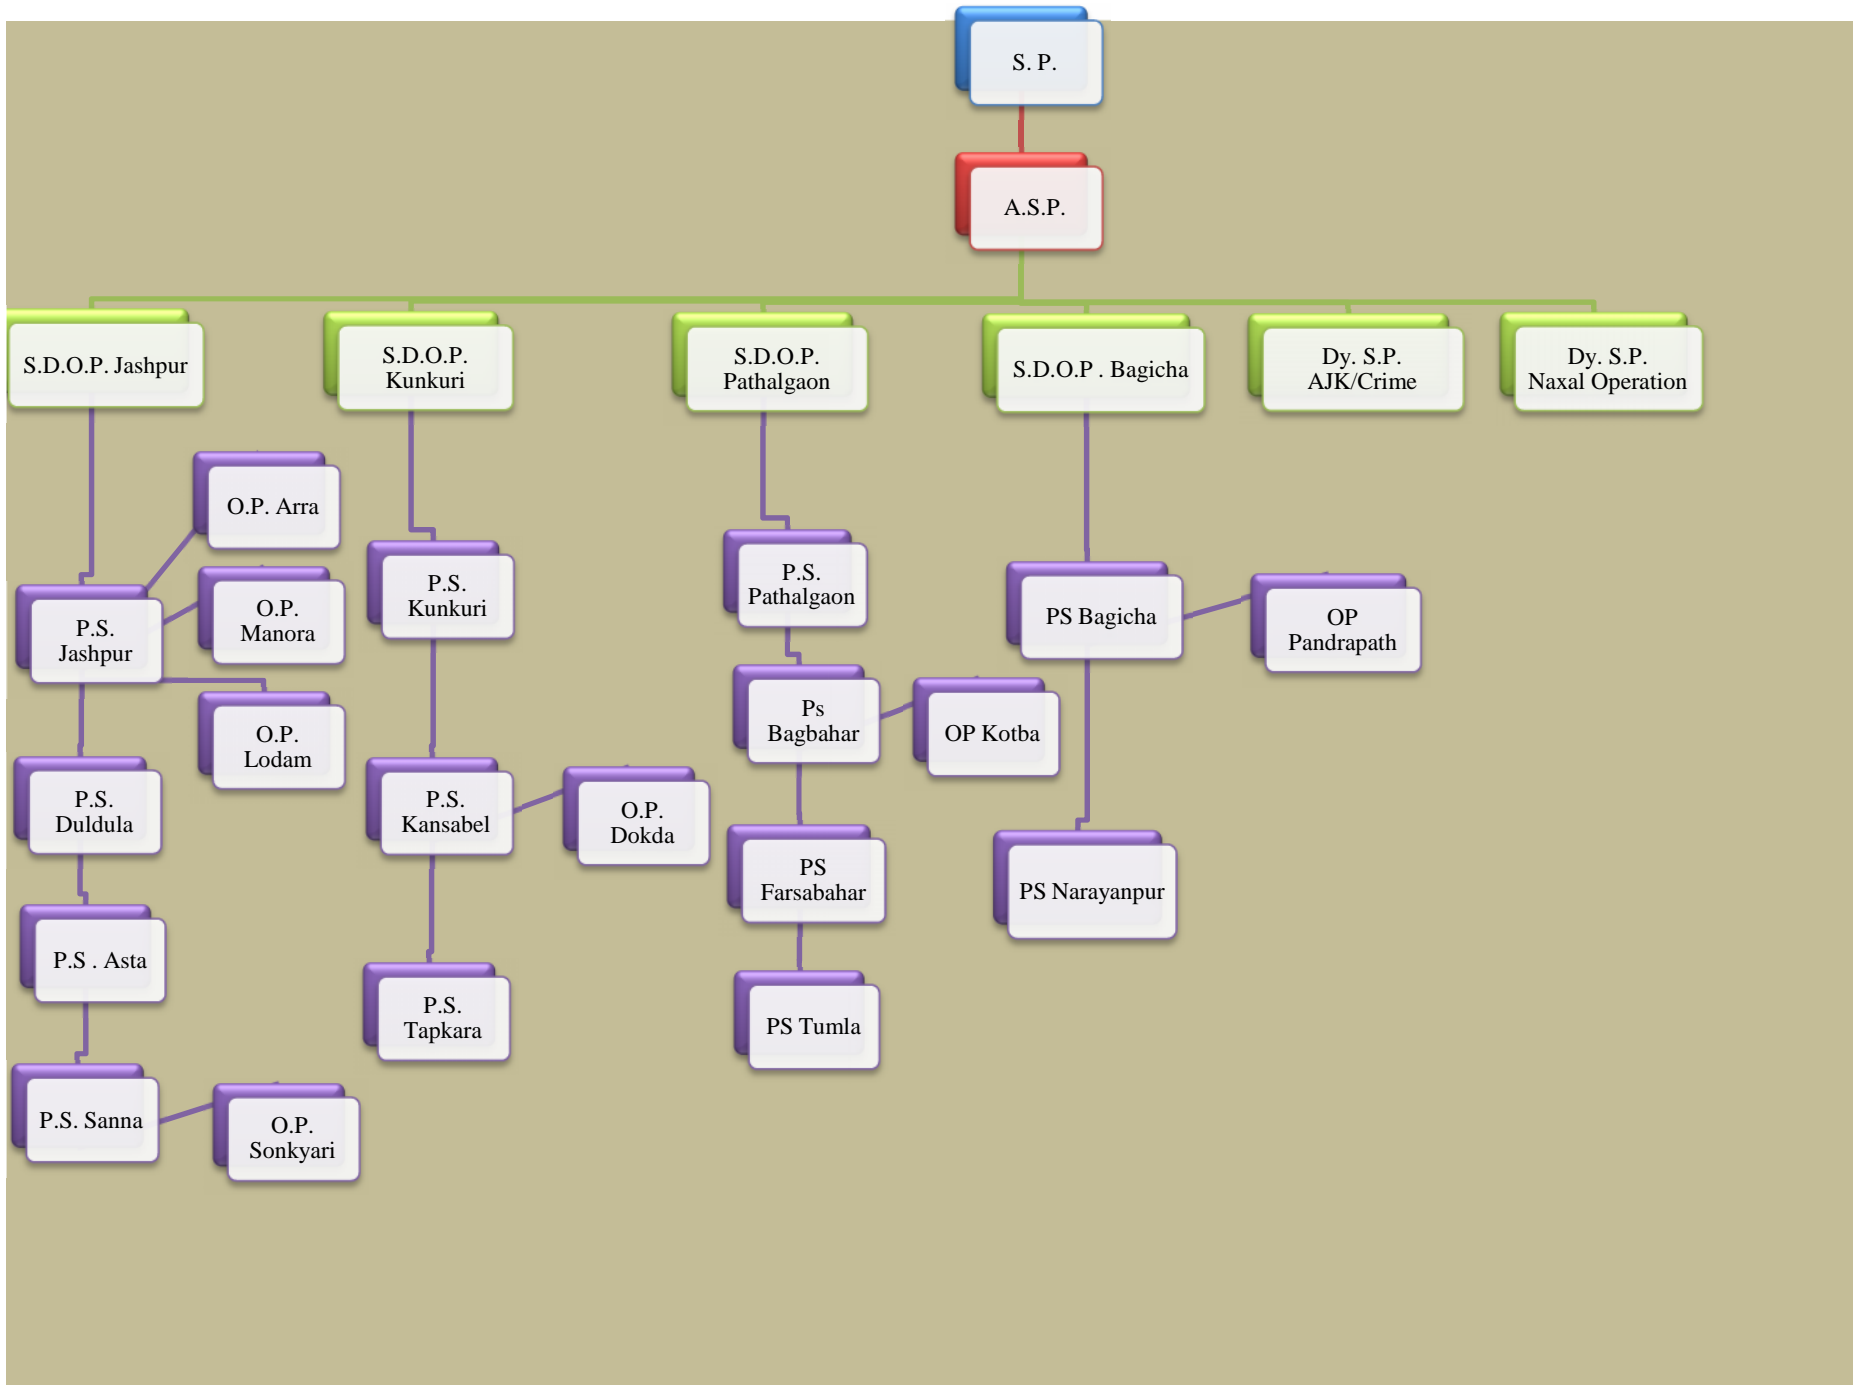 S. P.
A.S.P.
S.D.O.P. Jashpur
S.D.O.P.
Kunkuri
S.D.O.P.
Pathalgaon
S.D.O.P . Bagicha
Dy. S.P.
AJK/Crime
Dy. S.P.
Naxal Operation
P.S.
Jashpur
O.P. Arra
O.P.
Manora
O.P.
Lodam
P.S.
Duldula
P.S . Asta
P.S. Sanna
O.P.
Sonkyari
P.S.
Kunkuri
P.S.
Kansabel
O.P.
Dokda
P.S.
Tapkara
P.S.
Pathalgaon
Ps
Bagbahar
OP Kotba
PS
Farsabahar
PS Tumla
PS Bagicha
OP
Pandrapath
PS Narayanpur